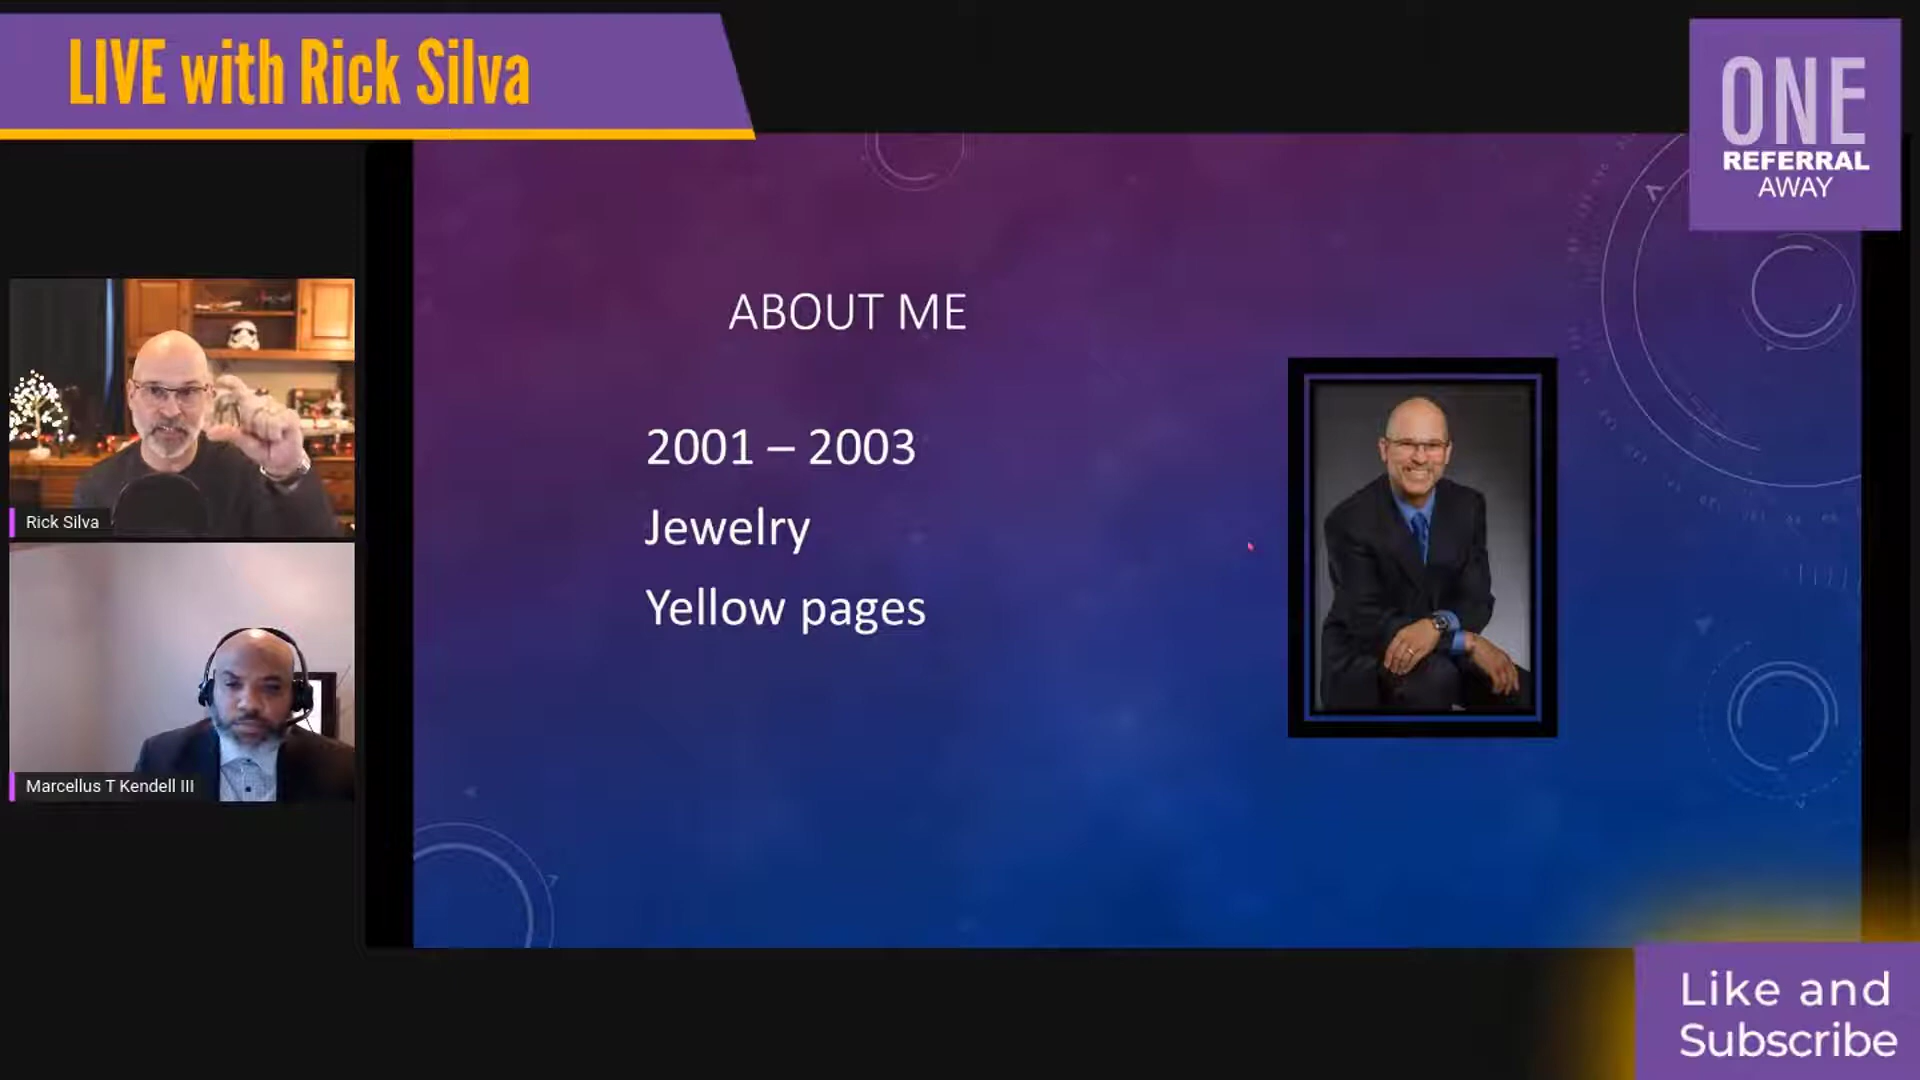 LIVE with Rick Silva
ONE
REFERRAL
AWAY
ABOUT ME
2001 – 2003
Jewelry
Yellow pages
Rick Silva
Marcellus T Kendell III
Like and
Subscribe